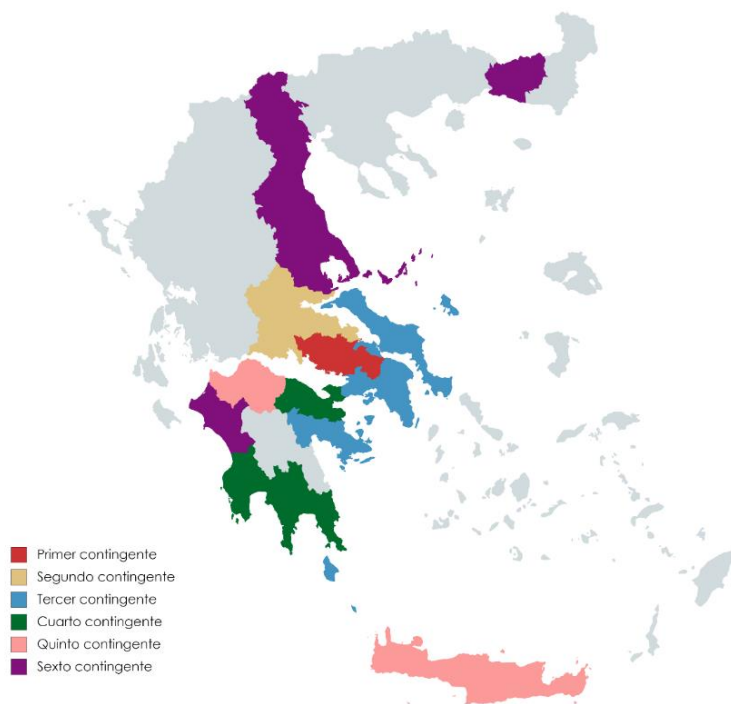 Primer contingente
Segundo contingente
Tercer contingente
Cuarto contingente
Quinto contingente
Sexto contingente